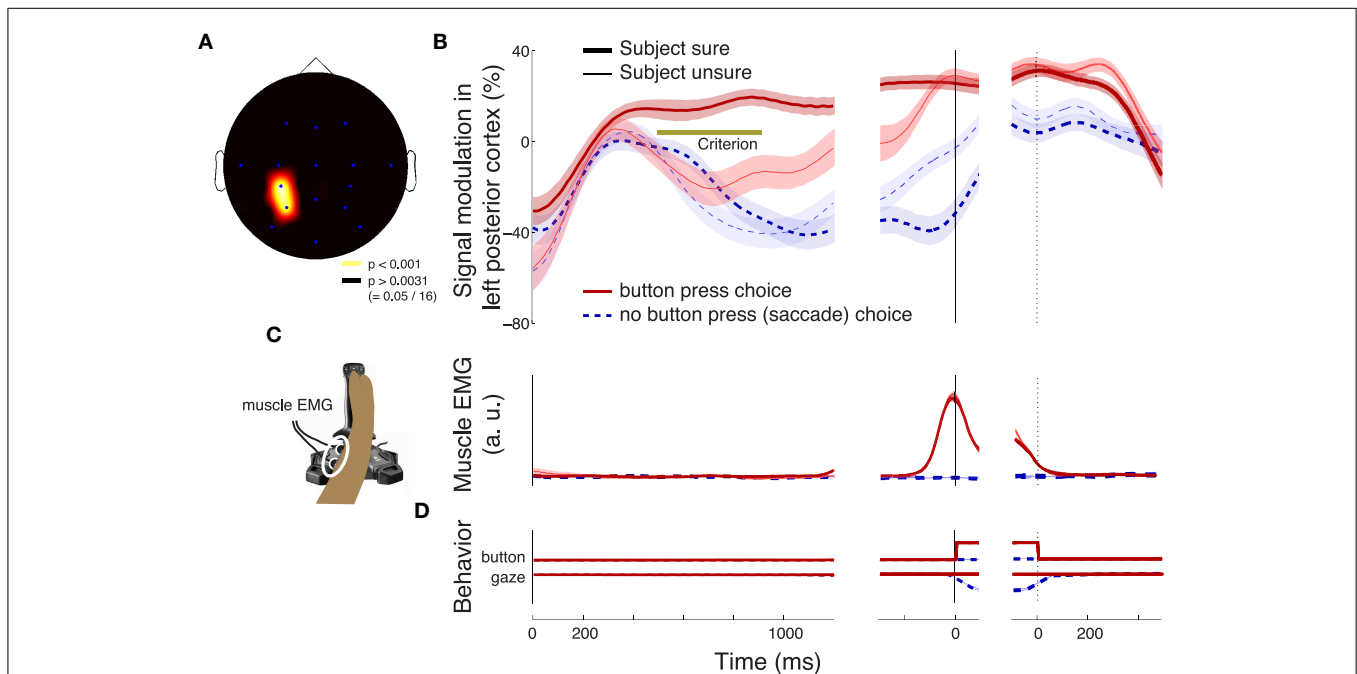 A
p < 0.001
p > 0.0031
(= 0.05 / 16)
B
Subject sure
Subject unsure
Signal modulation in
left posterior cortex (%)
40
0
−40
−80
Criterion
button press choice
no button press (saccade) choice
C
muscle EMG
Muscle EMG
(a. u.)
D
Behavior
button
gaze
0
200
1000
0
0
200
Time (ms)